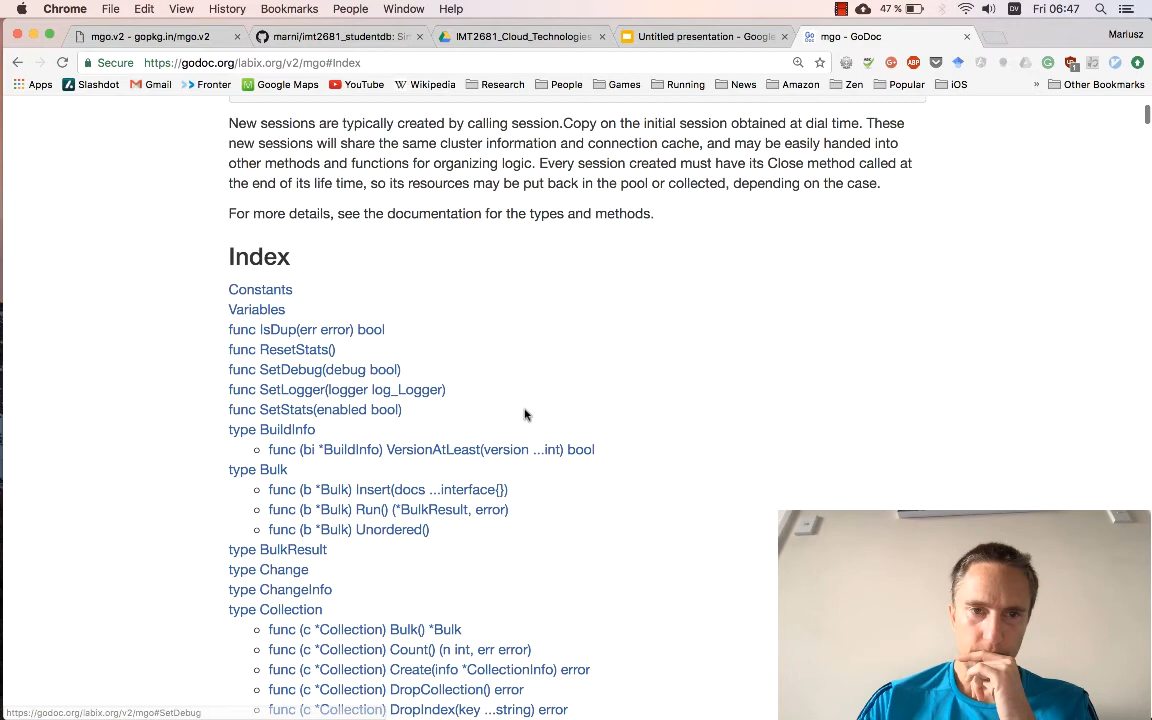 Chrome File Edit View History Bookmarks People Window Help 47 % DV Fri 06:47
mgo.v2 - gopkg.in/mgo.v2 marni/imt2681_studentdb: Sim IMT2681_Cloud_Technologies Untitled presentation - Google mgo - GoDoc Mariusz
Secure https://godoc.org/labix.org/v2/mgo#Index
Apps Slashdot Gmail Fronter Google Maps YouTube Wikipedia Research People Games Running News Amazon Zen Popular iOS » Other Bookmarks
New sessions are typically created by calling session.Copy on the initial session obtained at dial time. These
new sessions will share the same cluster information and connection cache, and may be easily handed into
other methods and functions for organizing logic. Every session created must have its Close method called at
the end of its life time, so its resources may be put back in the pool or collected, depending on the case.
For more details, see the documentation for the types and methods.
Index
Constants
Variables
func IsDup(err error) bool
func ResetStats()
func SetDebug(debug bool)
func SetLogger(logger log_Logger)
func SetStats(enabled bool)
type BuildInfo
func (bi *BuildInfo) VersionAtLeast(version ...int) bool
type Bulk
func (b *Bulk) Insert(docs ...interface{})
func (b *Bulk) Run() (*BulkResult, error)
func (b *Bulk) Unordered()
type BulkResult
type Change
type ChangeInfo
type Collection
func (c *Collection) Bulk() *Bulk
func (c *Collection) Count() (n int, err error)
func (c *Collection) Create(info *CollectionInfo) error
func (c *Collection) DropCollection() error
func (c *Collection) DropIndex(key ...string) error
https://godoc.org/labix.org/v2/mgo#SetDebug